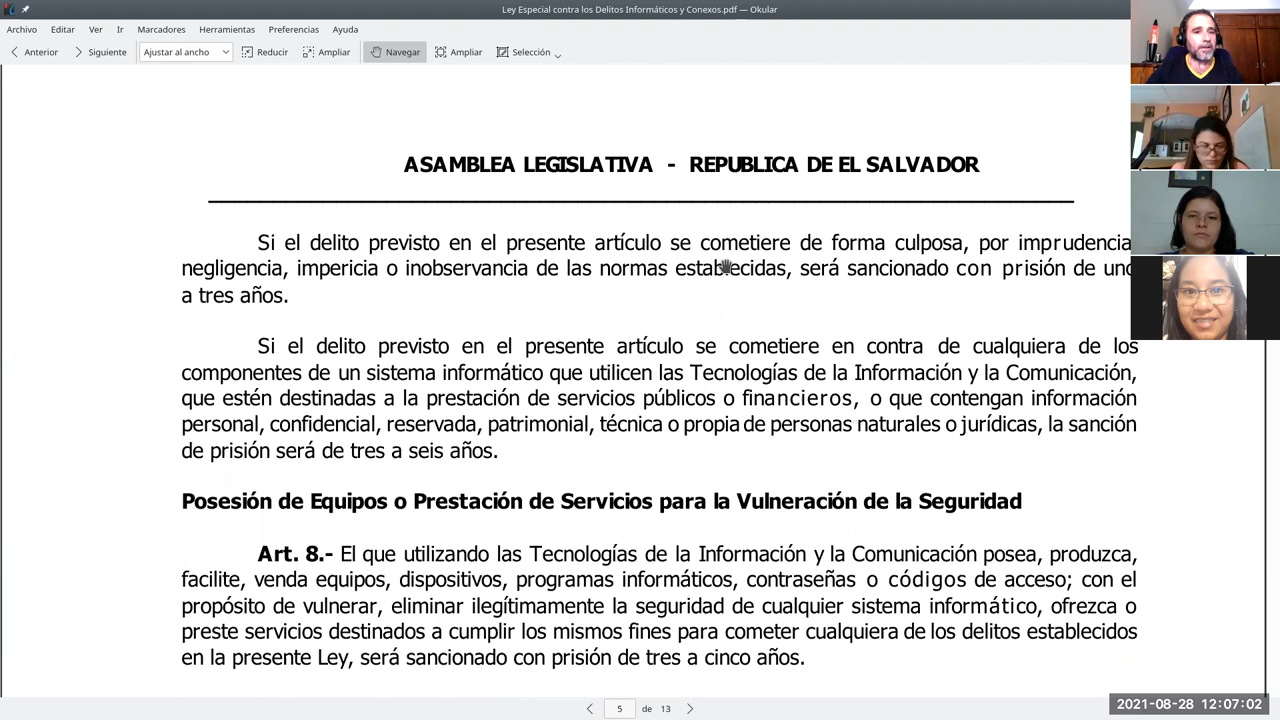 Ley Especial contra los Delitos Informáticos y Conexos.pdf — Okular
Archivo Editar Ver Ir Marcadores Herramientas Preferencias Ayuda
Anterior Siguiente Ajustar al ancho Reducir Ampliar Navegar Ampliar Selección
ASAMBLEA LEGISLATIVA - REPUBLICA DE EL SALVADOR
Si el delito previsto en el presente artículo se cometiere de forma culposa, por imprudencia
negligencia, impericia o inobservancia de las normas establecidas, será sancionado con prisión de uno
a tres años.
Si el delito previsto en el presente artículo se cometiere en contra de cualquiera de los
componentes de un sistema informático que utilicen las Tecnologías de la Información y la Comunicación,
que estén destinadas a la prestación de servicios públicos o financieros, o que contengan información
personal, confidencial, reservada, patrimonial, técnica o propia de personas naturales o jurídicas, la sanción
de prisión será de tres a seis años.
Posesión de Equipos o Prestación de Servicios para la Vulneración de la Seguridad
Art. 8.- El que utilizando las Tecnologías de la Información y la Comunicación posea, produzca,
facilite, venda equipos, dispositivos, programas informáticos, contraseñas o códigos de acceso; con el
propósito de vulnerar, eliminar ilegítimamente la seguridad de cualquier sistema informático, ofrezca o
preste servicios destinados a cumplir los mismos fines para cometer cualquiera de los delitos establecidos
en la presente Ley, será sancionado con prisión de tres a cinco años.
5 de 13
2021-08-28 12:07:02